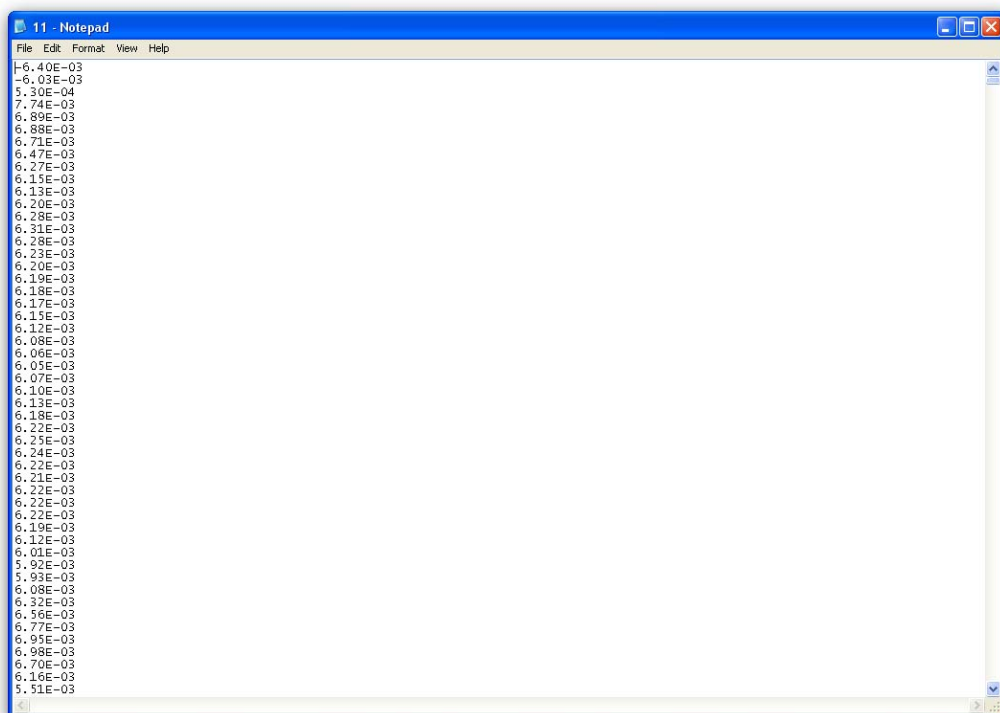 11 - Notepad
File Edit Format View Help
-6.40E-03
-6.03E-03
5.30E-04
7.74E-03
6.89E-03
6.88E-03
6.71E-03
6.47E-03
6.27E-03
6.15E-03
6.13E-03
6.20E-03
6.28E-03
6.31E-03
6.28E-03
6.23E-03
6.20E-03
6.19E-03
6.18E-03
6.17E-03
6.15E-03
6.12E-03
6.08E-03
6.06E-03
6.05E-03
6.07E-03
6.10E-03
6.13E-03
6.18E-03
6.22E-03
6.25E-03
6.24E-03
6.22E-03
6.21E-03
6.22E-03
6.22E-03
6.22E-03
6.19E-03
6.12E-03
6.01E-03
5.92E-03
5.93E-03
6.08E-03
6.32E-03
6.56E-03
6.77E-03
6.95E-03
6.98E-03
6.70E-03
6.16E-03
5.51E-03